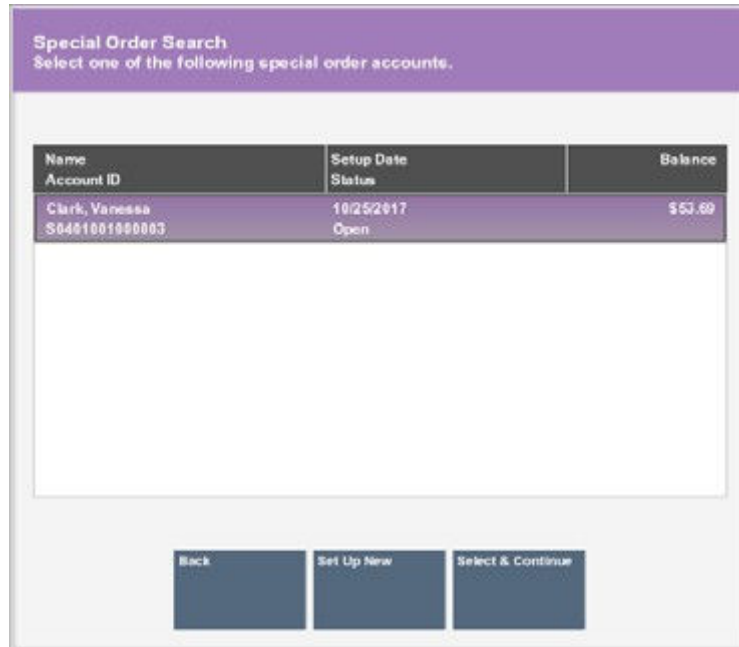 Special Order Search
Select one of the following special order accounts.
Name Setup Date Balance
Account ID Status
Clark, Vanessa 10/25/2017 $53.69
S0401001000003 Open
Back Set Up New Select & Continue